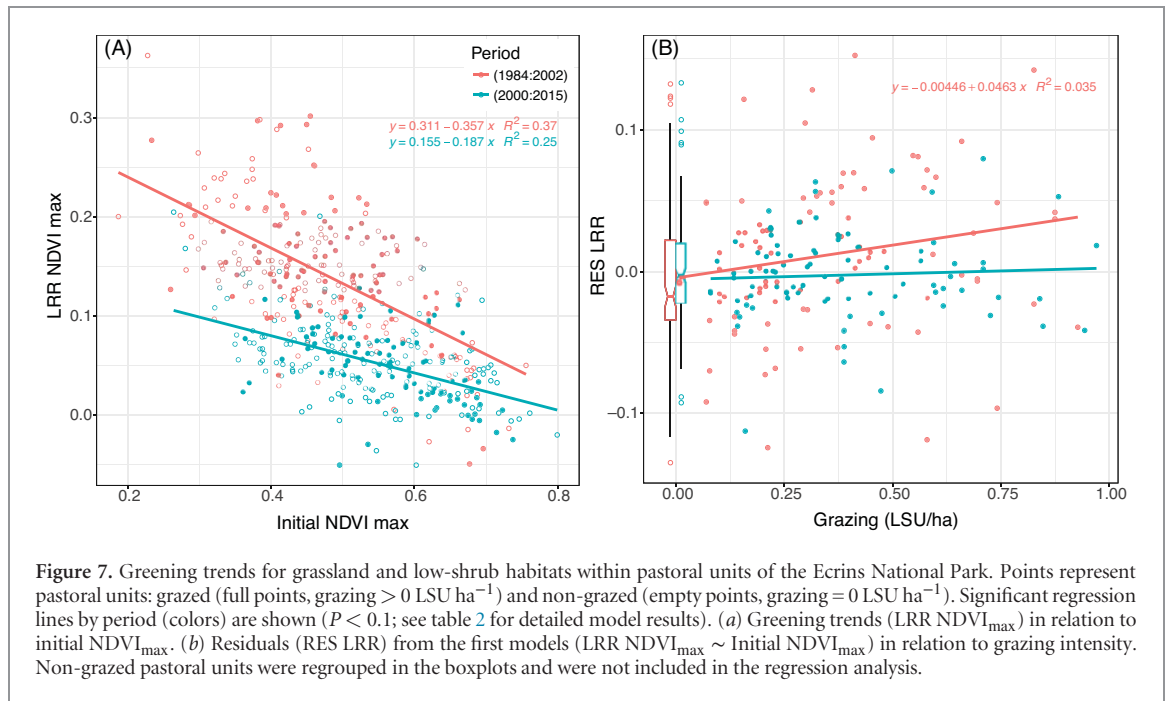 (A)
Period
(1984:2002)
(2000:2015)
y = 0.311 − 0.357 x R² = 0.37
y = 0.155 − 0.187 x R² = 0.25
0.3
0.2
0.1
0.0
LRR NDVI max
0.2 0.4 0.6 0.8
Initial NDVI max
(B)
y = −0.00446 + 0.0463 x R² = 0.035
0.1
0.0
−0.1
RES LRR
0.00 0.25 0.50 0.75 1.00
Grazing (LSU/ha)
Figure 7. Greening trends for grassland and low-shrub habitats within pastoral units of the Ecrins National Park. Points represent
pastoral units: grazed (full points, grazing > 0 LSU ha⁻¹) and non-grazed (empty points, grazing = 0 LSU ha⁻¹). Significant regression
lines by period (colors) are shown (P < 0.1; see table 2 for detailed model results). (a) Greening trends (LRR NDVImax) in relation to
initial NDVImax. (b) Residuals (RES LRR) from the first models (LRR NDVImax ∼ Initial NDVImax) in relation to grazing intensity.
Non-grazed pastoral units were regrouped in the boxplots and were not included in the regression analysis.